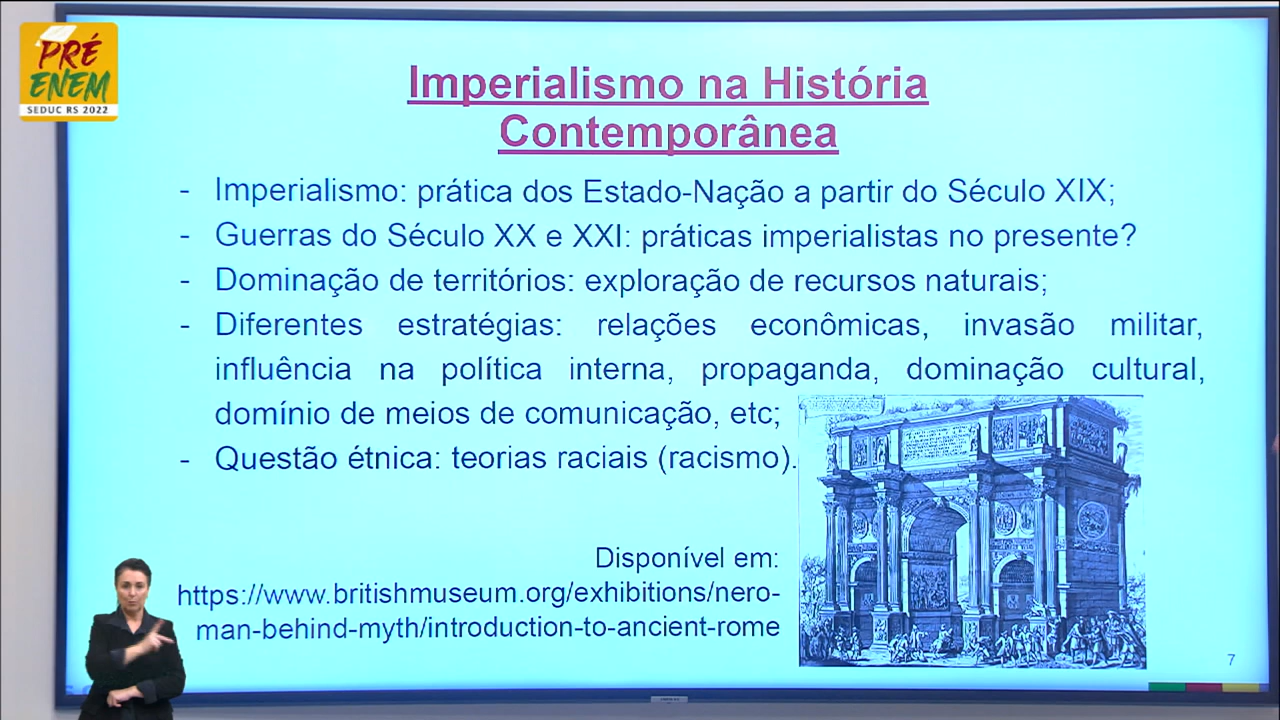 PRÉ
ENEM
SEDUC RS 2022
Imperialismo na História
Contemporânea
- Imperialismo: prática dos Estado-Nação a partir do Século XIX;
- Guerras do Século XX e XXI: práticas imperialistas no presente?
- Dominação de territórios: exploração de recursos naturais;
- Diferentes estratégias: relações econômicas, invasão militar,
influência na política interna, propaganda, dominação cultural,
domínio de meios de comunicação, etc;
- Questão étnica: teorias raciais (racismo).
Disponível em:
https://www.britishmuseum.org/exhibitions/nero-
man-behind-myth/introduction-to-ancient-rome
7